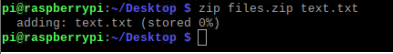 pi@raspberrypi:~/Desktop $ zip files.zip text.txt
  adding: text.txt (stored 0%)
pi@raspberrypi:~/Desktop $